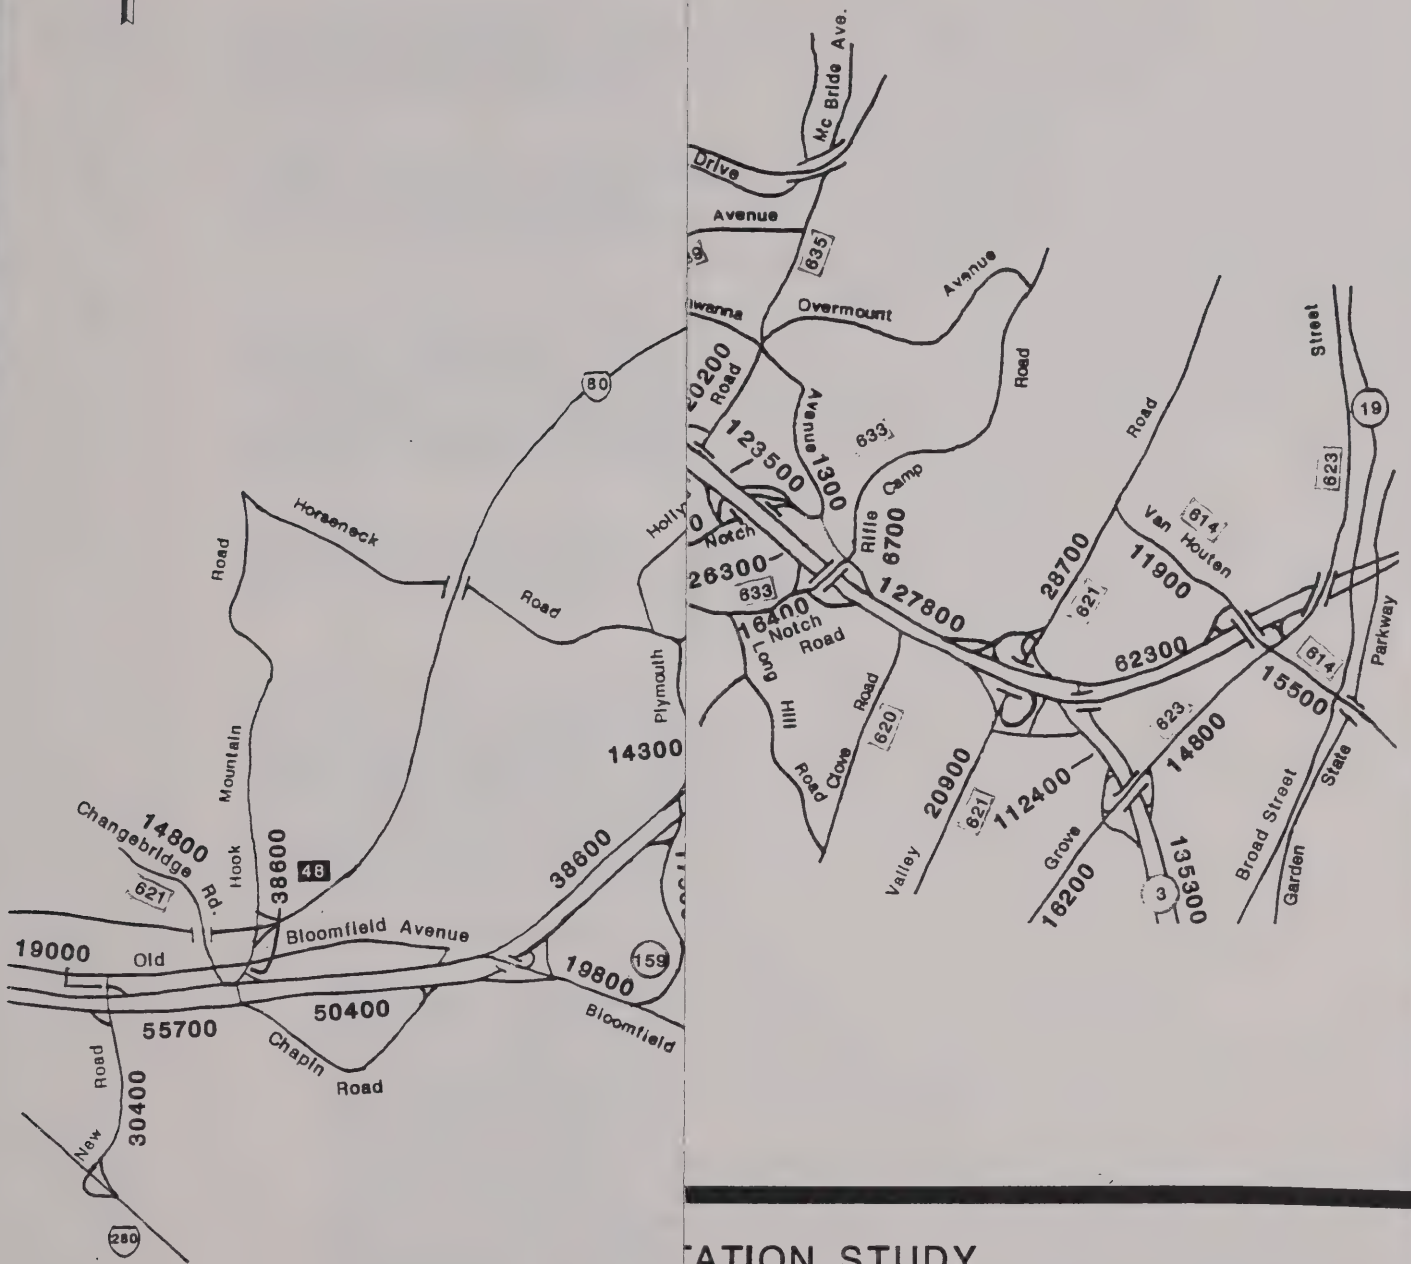 Mc Bride Ave.
Drive
Avenue
635
Avenue
Overmount
Road
20200
Road
123500
Avenue
1300
633
Rifle Camp
6700
Road
Street
19
623
80
Horseneck
Road
Road
Notch
26300
633
16400
Notch
Road
127800
28700
621
Van Houten
614
11900
62300
614
15500
Parkway
Long
Hill
Road
Clove
Road
620
Plymouth
14300
623
14800
20900
621
112400
Valley
Grove
16200
135300
3
Broad Street
State
Garden
Mountain
Hook
14800
Changebridge Rd.
621
38600
48
38600
Bloomfield Avenue
19000
Old
55700
50400
19800
159
Bloomfield
Chapin
Road
Road
30400
New
280
TATION STUDY